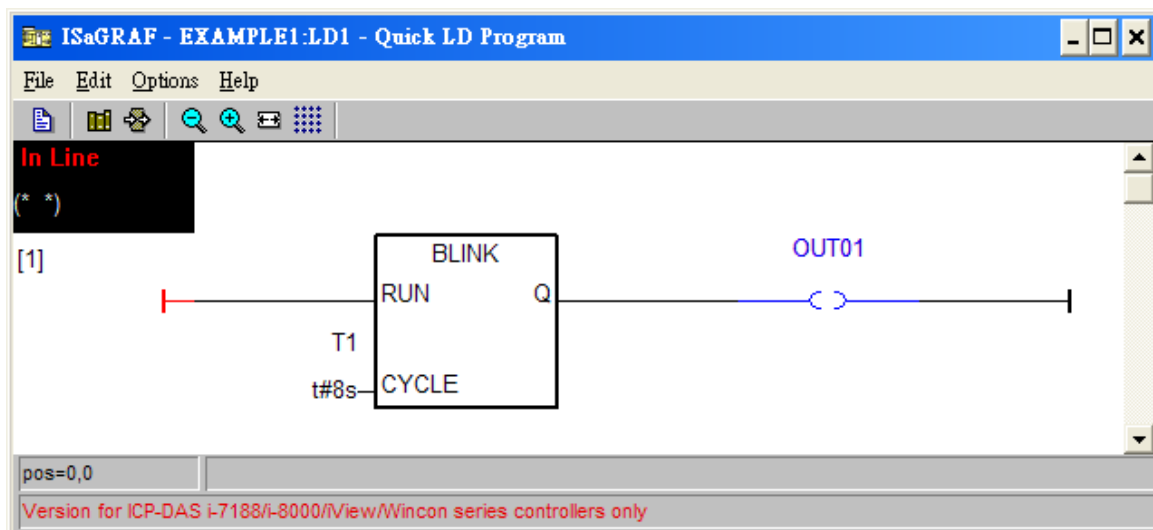 ISaGRAF - EXAMPLE1:LD1 - Quick LD Program
File Edit Options Help
In Line
(* *)
[1]
BLINK
OUT01
RUN Q
T1
t#8s CYCLE
pos=0,0
Version for ICP-DAS i-7188/i-8000/iView/Wincon series controllers only